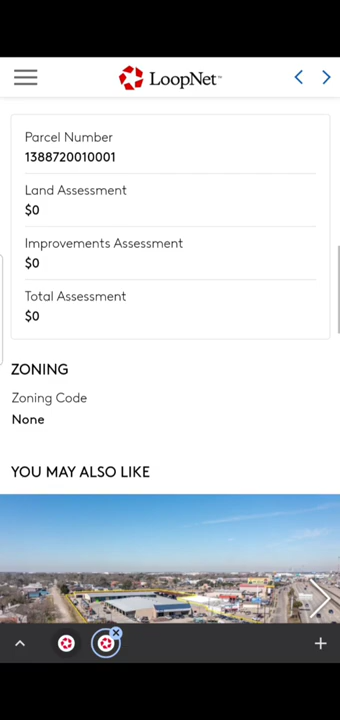 LoopNet™
Parcel Number
1388720010001
Land Assessment
$0
Improvements Assessment
$0
Total Assessment
$0
ZONING
Zoning Code
None
YOU MAY ALSO LIKE